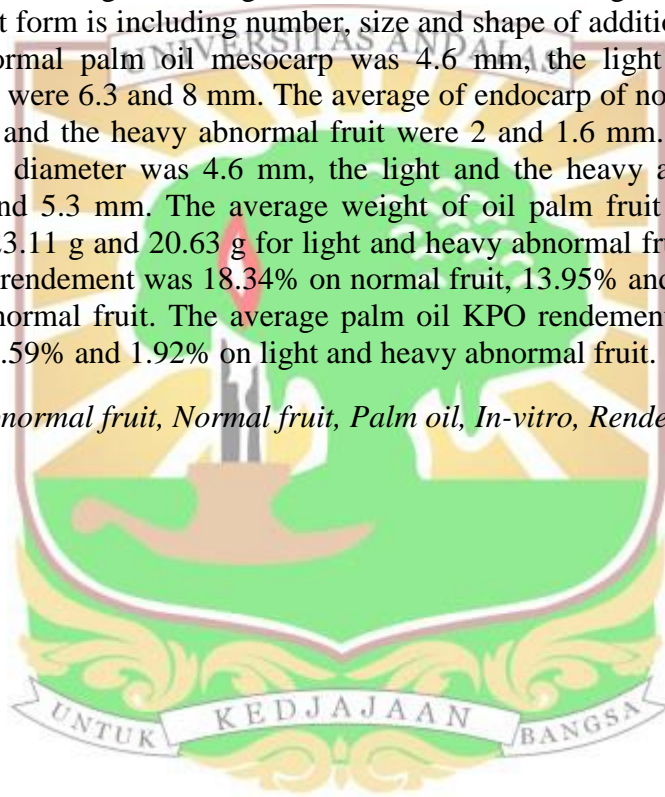 t form is including number, size and shape of additio
UNIVERSITAS ANDALAS
ormal palm oil mesocarp was 4.6 mm, the light
were 6.3 and 8 mm. The average of endocarp of no
and the heavy abnormal fruit were 2 and 1.6 mm.
diameter was 4.6 mm, the light and the heavy a
nd 5.3 mm. The average weight of oil palm fruit
23.11 g and 20.63 g for light and heavy abnormal fru
rendement was 18.34% on normal fruit, 13.95% and
normal fruit. The average palm oil KPO rendement
.59% and 1.92% on light and heavy abnormal fruit.
bnormal fruit, Normal fruit, Palm oil, In-vitro, Rende
UNTUK KEDJAJAAN BANGSA